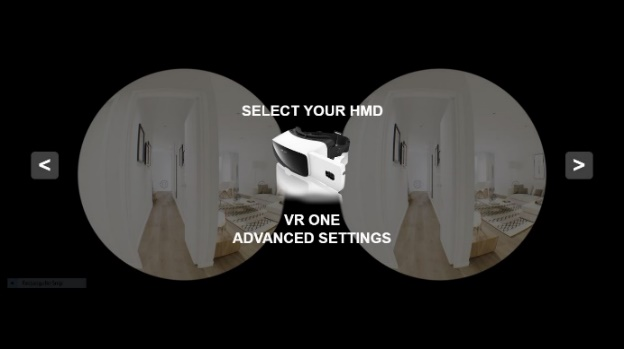 SELECT YOUR HMD
<
>
VR ONE
ADVANCED SETTINGS